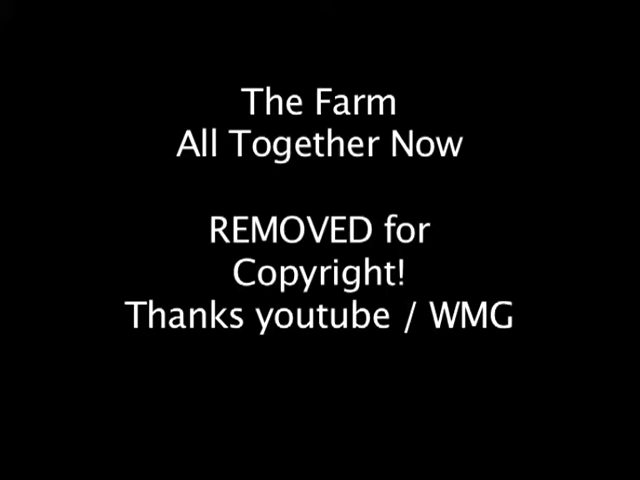 The Farm
All Together Now
REMOVED for
Copyright!
Thanks youtube / WMG